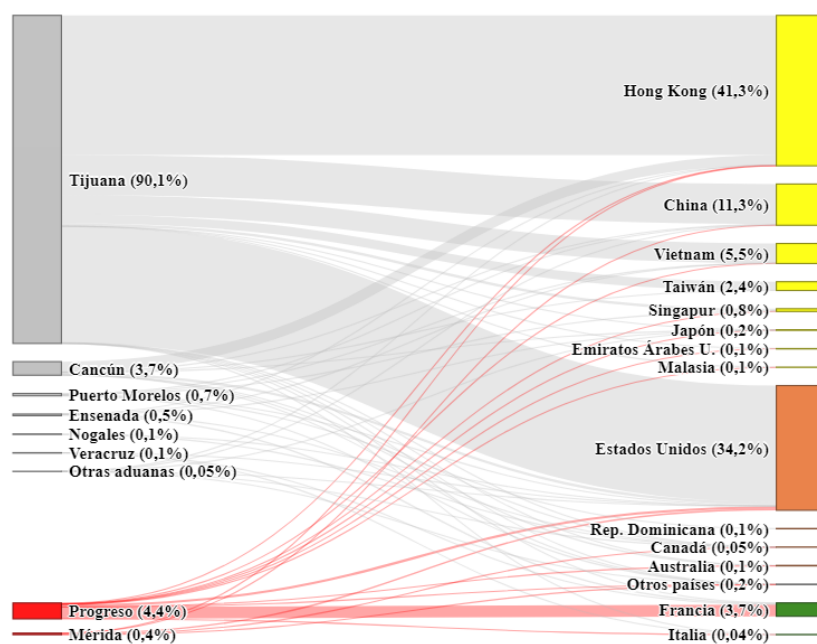 Tijuana (90,1%)
Cancún (3,7%)
Puerto Morelos (0,7%)
Ensenada (0,5%)
Nogales (0,1%)
Veracruz (0,1%)
Otras aduanas (0,05%)
Progreso (4,4%)
Mérida (0,4%)
Hong Kong (41,3%)
China (11,3%)
Vietnam (5,5%)
Taiwán (2,4%)
Singapur (0,8%)
Japón (0,2%)
Emiratos Árabes U. (0,1%)
Malasia (0,1%)
Estados Unidos (34,2%)
Rep. Dominicana (0,1%)
Canadá (0,05%)
Australia (0,1%)
Otros países (0,2%)
Francia (3,7%)
Italia (0,04%)